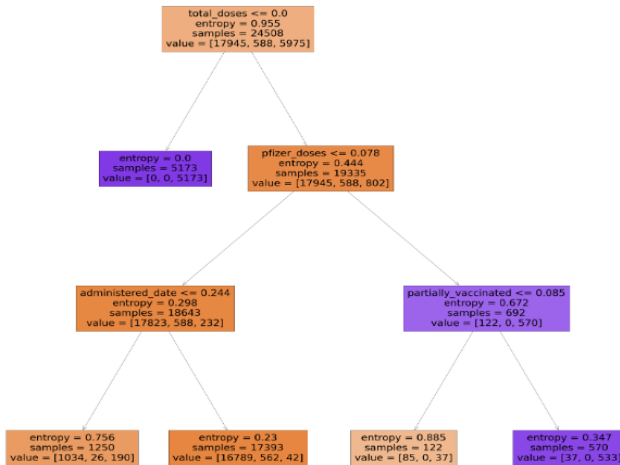 total_doses <= 0.0
entropy = 0.955
samples = 24508
value = [17945, 588, 5975]
entropy = 0.0
samples = 5173
value = [0, 0, 5173]
pfizer_doses <= 0.078
entropy = 0.444
samples = 19335
value = [17945, 588, 802]
administered_date <= 0.244
entropy = 0.298
samples = 18643
value = [17823, 588, 232]
partially_vaccinated <= 0.085
entropy = 0.672
samples = 692
value = [122, 0, 570]
entropy = 0.756
samples = 1250
value = [1034, 26, 190]
entropy = 0.23
samples = 17393
value = [16789, 562, 42]
entropy = 0.885
samples = 122
value = [85, 0, 37]
entropy = 0.347
samples = 570
value = [37, 0, 533]